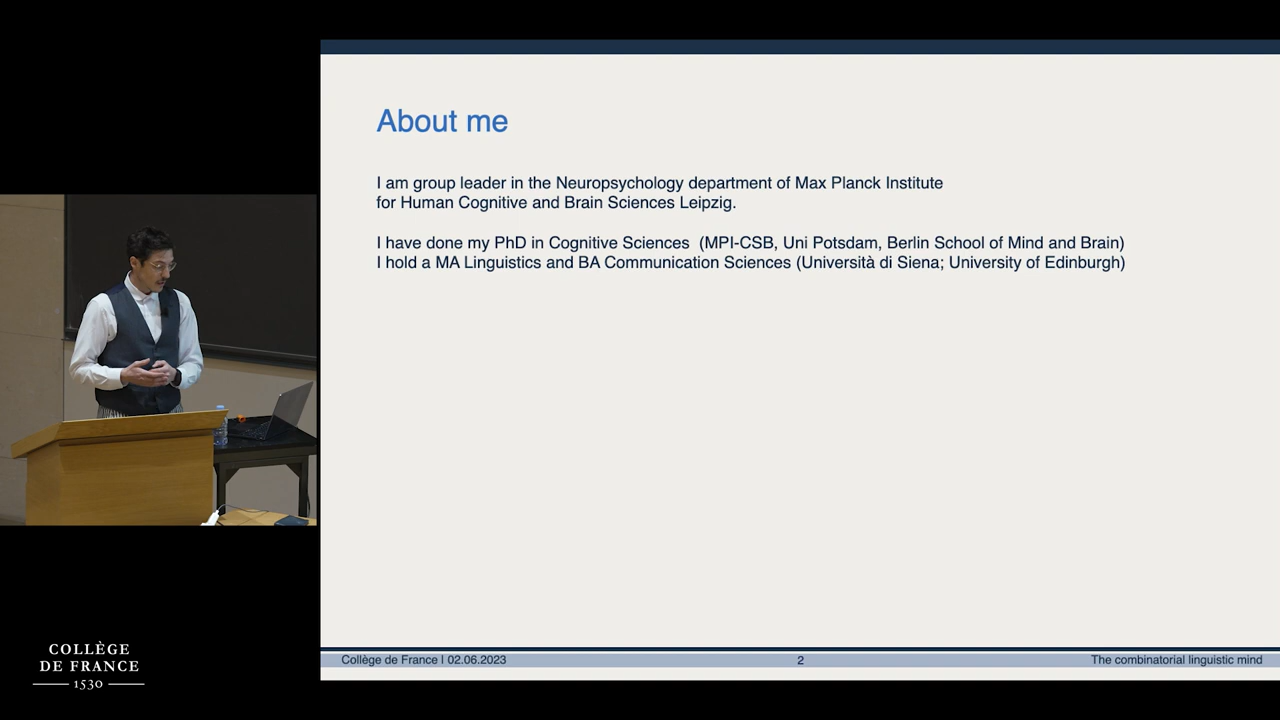 About me
I am group leader in the Neuropsychology department of Max Planck Institute
for Human Cognitive and Brain Sciences Leipzig.
I have done my PhD in Cognitive Sciences (MPI-CSB, Uni Potsdam, Berlin School of Mind and Brain)
I hold a MA Linguistics and BA Communication Sciences (Università di Siena; University of Edinburgh)
COLLÈGE
DE FRANCE
1530
Collège de France | 02.06.2023
2
The combinatorial linguistic mind